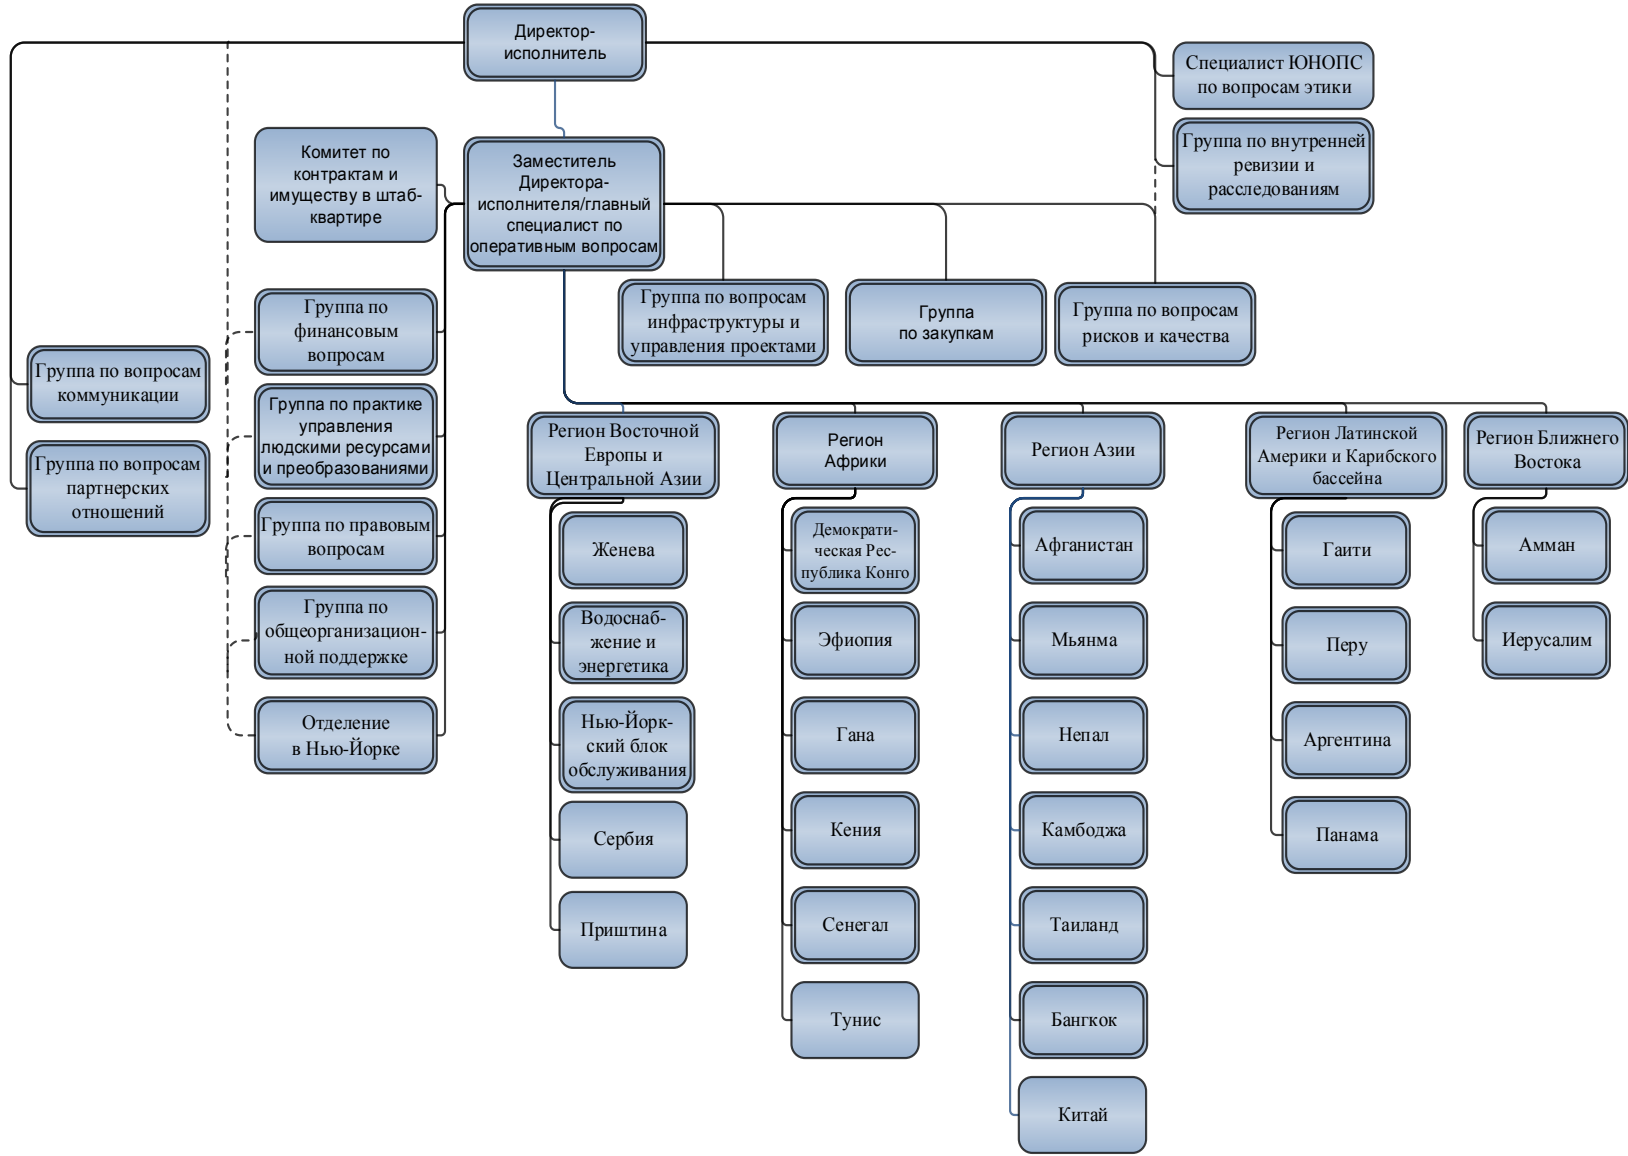 Директор-
исполнитель
Специалист ЮНОПС
по вопросам этики
Группа по внутренней
ревизии и
расследованиям
Комитет по
контрактам и
имуществу в штаб-
квартире
Заместитель
Директора-
исполнителя/главный
специалист по
оперативным вопросам
Группа по вопросам
инфраструктуры и
управления проектами
Группа
по закупкам
Группа по вопросам
рисков и качества
Группа по
финансовым
вопросам
Группа по практике
управления
людскими ресурсами
и преобразованиями
Группа по правовым
вопросам
Группа по
общеорганизацион-
ной поддержке
Отделение
в Нью-Йорке
Группа по вопросам
коммуникации
Группа по вопросам
партнерских
отношений
Регион Восточной
Европы и
Центральной Азии
Женева
Водоснаб-
жение и
энергетика
Нью-Йорк-
ский блок
обслуживания
Сербия
Приштина
Регион
Африки
Демократи-
ческая Рес-
публика Конго
Эфиопия
Гана
Кения
Сенегал
Тунис
Регион Азии
Афганистан
Мьянма
Непал
Камбоджа
Таиланд
Бангкок
Китай
Регион Латинской
Америки и Карибского
бассейна
Гаити
Перу
Аргентина
Панама
Регион Ближнего
Востока
Амман
Иерусалим